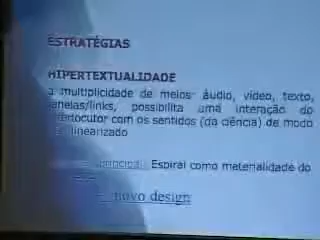 ESTRATÉGIAS
HIPERTEXTUALIDADE
a multiplicidade de meios: áudio, vídeo, texto,
janelas/links, possibilita uma interação do
interlocutor com os sentidos (da ciência) de modo
linearizado
principal: Espiral como materialidade do
novo design